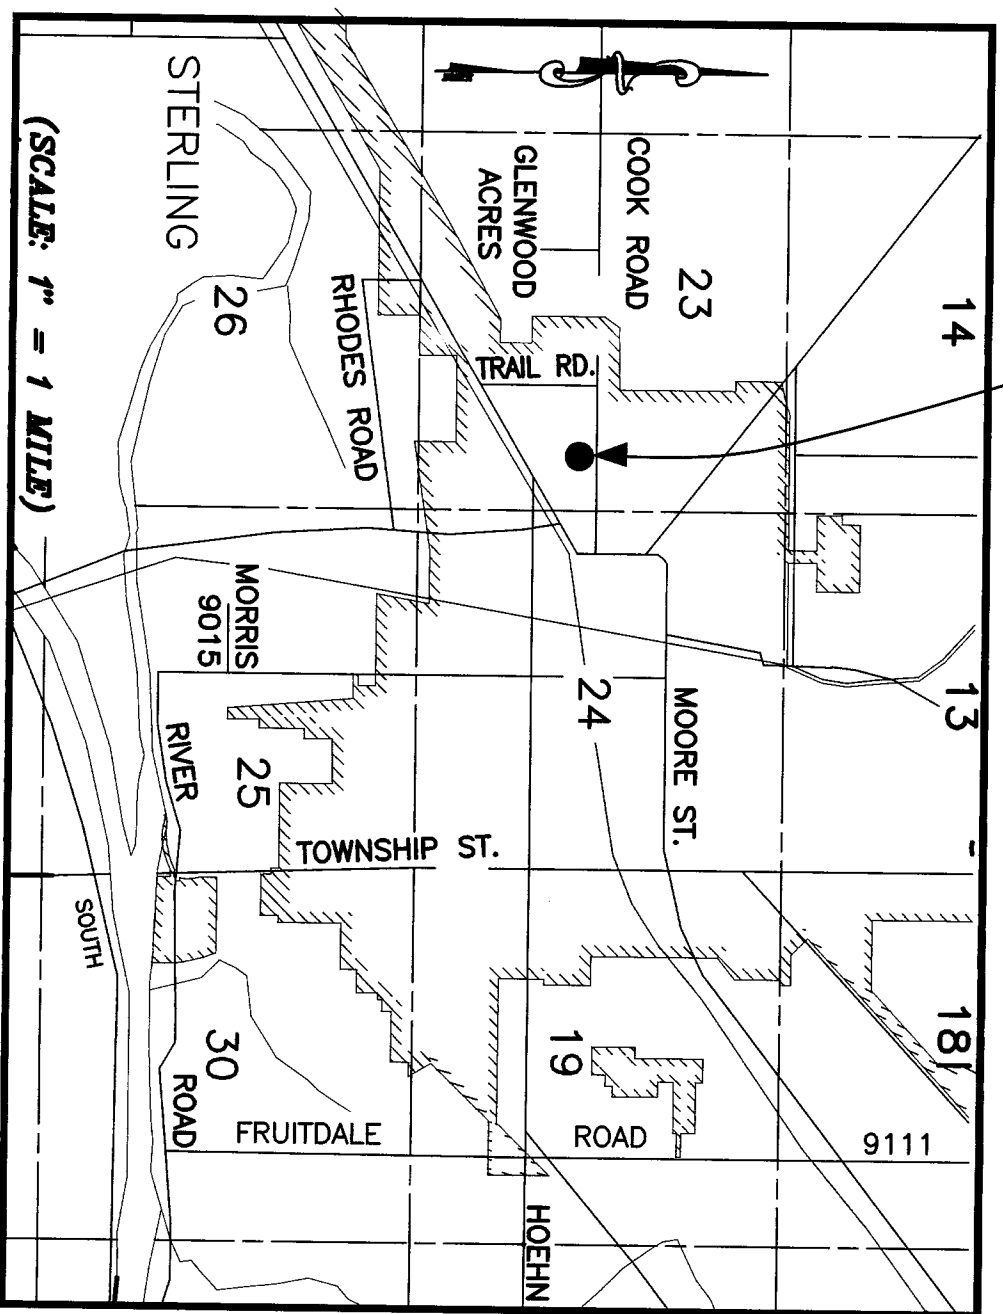 14
13
18
COOK ROAD
23
GLENWOOD
ACRES
TRAIL RD.
24
MOORE ST.
19
ROAD
9111
HOEHN
STERLING
26
RHODES ROAD
MORRIS
9015
25
RIVER
TOWNSHIP ST.
SOUTH
30
ROAD
FRUITDALE
(SCALE: 1" = 1 MILE)